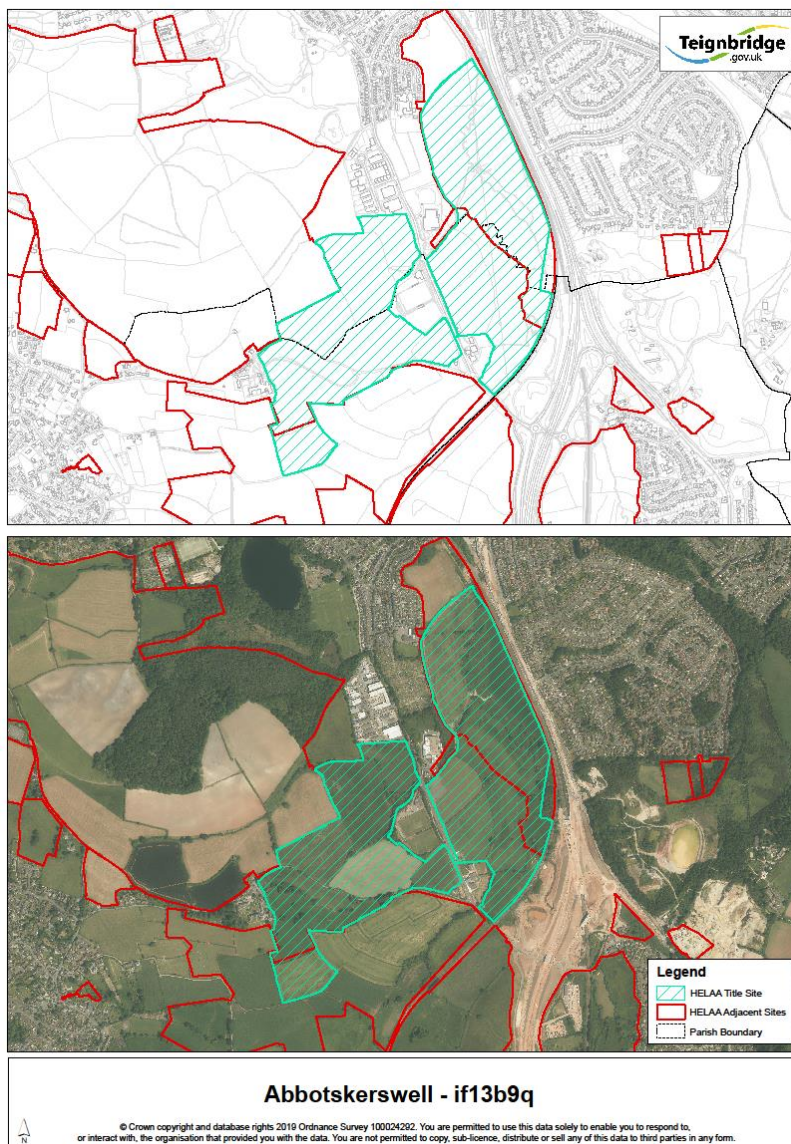 Teignbridge
.gov.uk
Legend
HELAA Title Site
HELAA Adjacent Sites
Parish Boundary
Abbotskerswell - if13b9q
N
© Crown copyright and database rights 2019 Ordnance Survey 100024292. You are permitted to use this data solely to enable you to respond to,
or interact with, the organisation that provided you with the data. You are not permitted to copy, sub-licence, distribute or sell any of this data to third parties in any form.